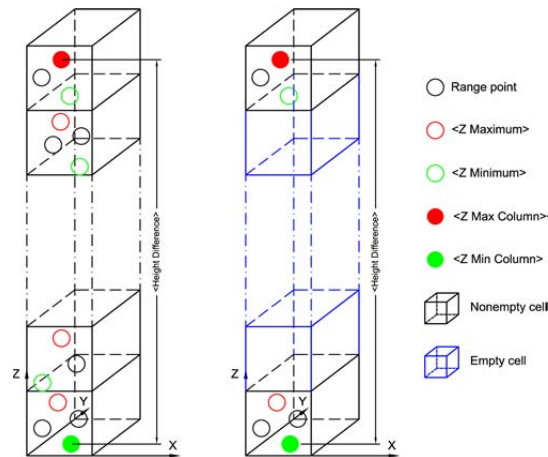 <Height Difference>
Z
Y
X
<Height Difference>
Z
Y
X
Range point
<Z Maximum>
<Z Minimum>
<Z Max Column>
<Z Min Column>
Nonempty cell
Empty cell